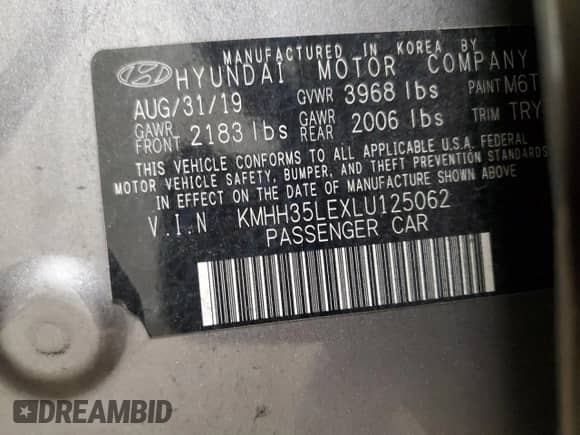 MANUFACTURED IN KOREA BY
HYUNDAI MOTOR COMPANY
AUG/31/19 GVWR 3968 lbs PAINT M6T
GAWR FRONT 2183 lbs GAWR REAR 2006 lbs TRIM TRY
THIS VEHICLE CONFORMS TO ALL APPLICABLE U.S.A. FEDERAL
MOTOR VEHICLE SAFETY, BUMPER, AND THEFT PREVENTION STANDARDS
IN EFFECT ON THE DATE OF MANUFACTURE SHOWN ABOVE
V.I.N KMHH35LEXLU125062
PASSENGER CAR
DREAMBID